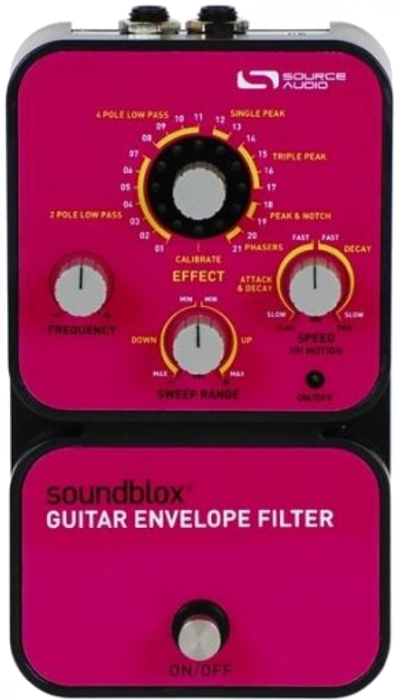 SOURCE
AUDIO
4 POLE LOW PASS
SINGLE PEAK
TRIPLE PEAK
PEAK & NOTCH
PHASERS
2 POLE LOW PASS
01
02
03
04
05
06
07
08
09
10
11
12
13
14
15
16
17
18
19
20
21
CALIBRATE
EFFECT
FREQUENCY
MIN
MIN
DOWN
UP
MAX
MAX
SWEEP RANGE
FAST
FAST
ATTACK
& DECAY
DECAY
SLOW
SLOW
SPEED
HH MOTION
ON/OFF
soundblox
GUITAR ENVELOPE FILTER
ON/OFF